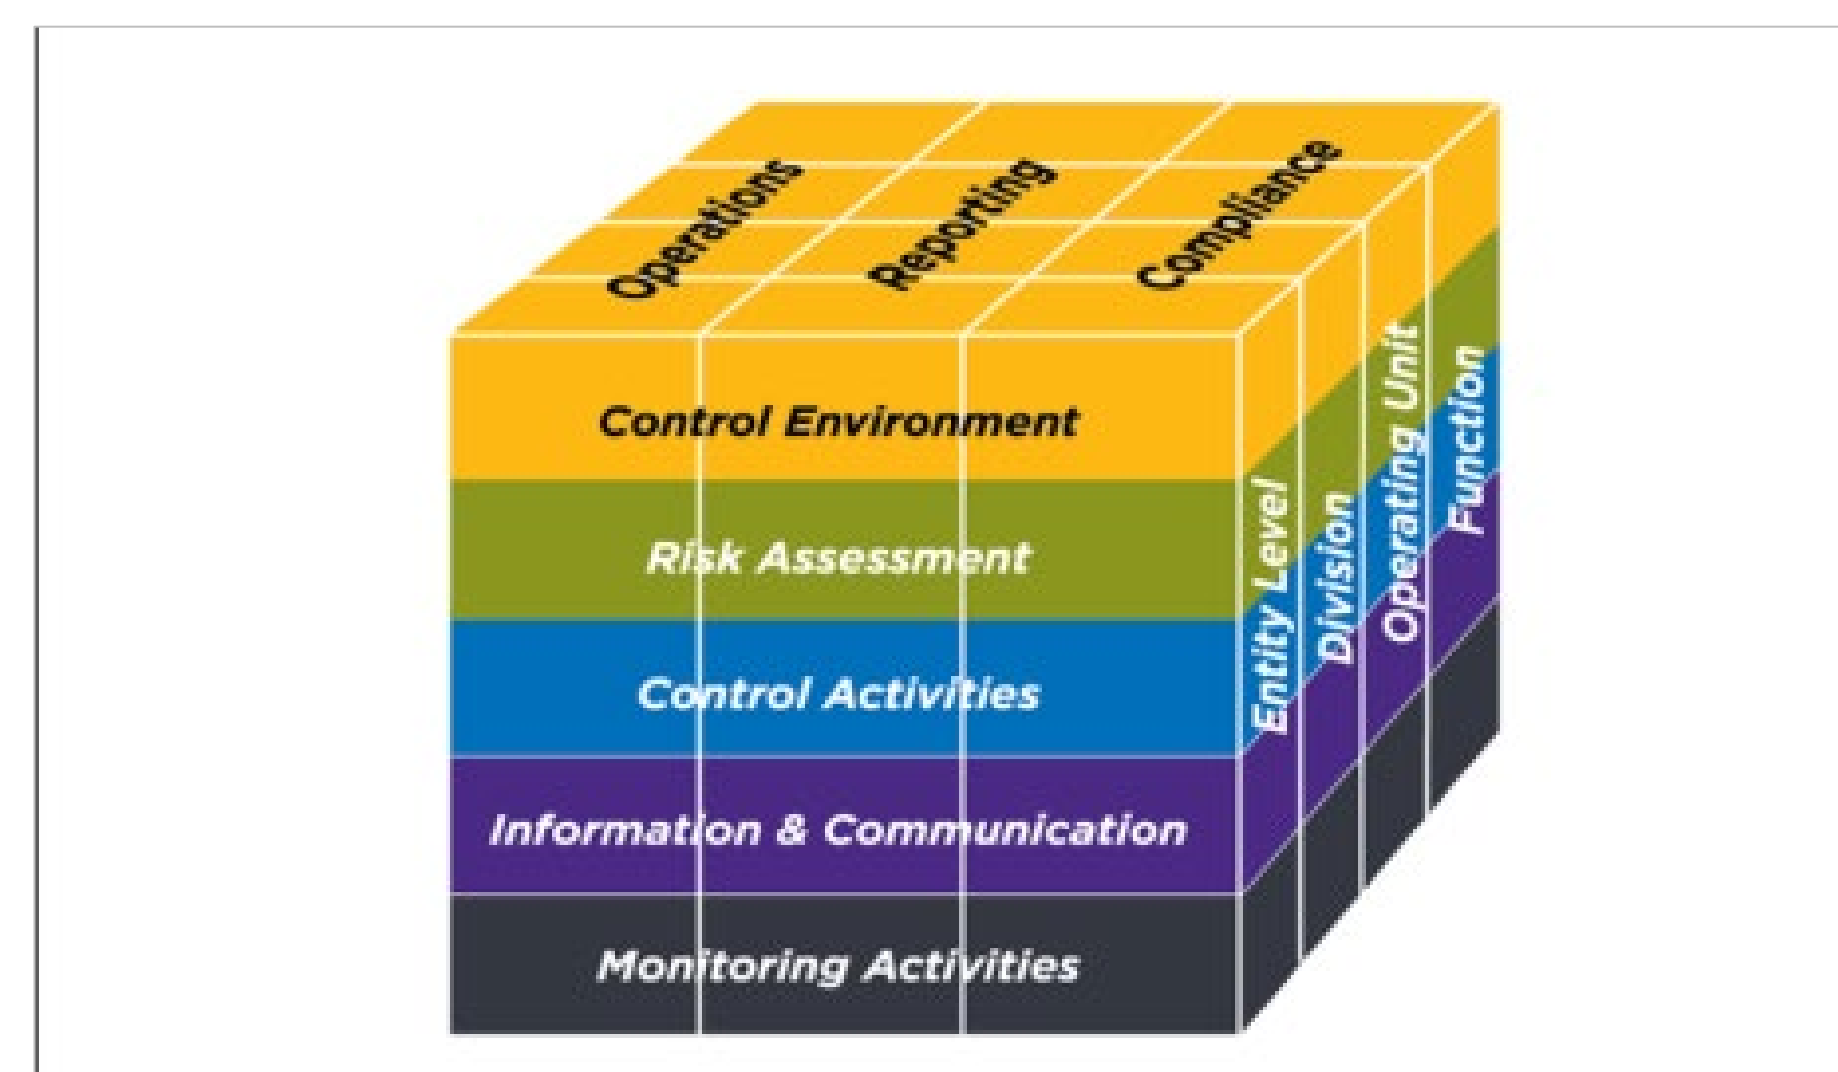 Operations
Reporting
Compliance
Control Environment
Risk Assessment
Control Activities
Information & Communication
Monitoring Activities
Entity Level
Division
Operating Unit
Function